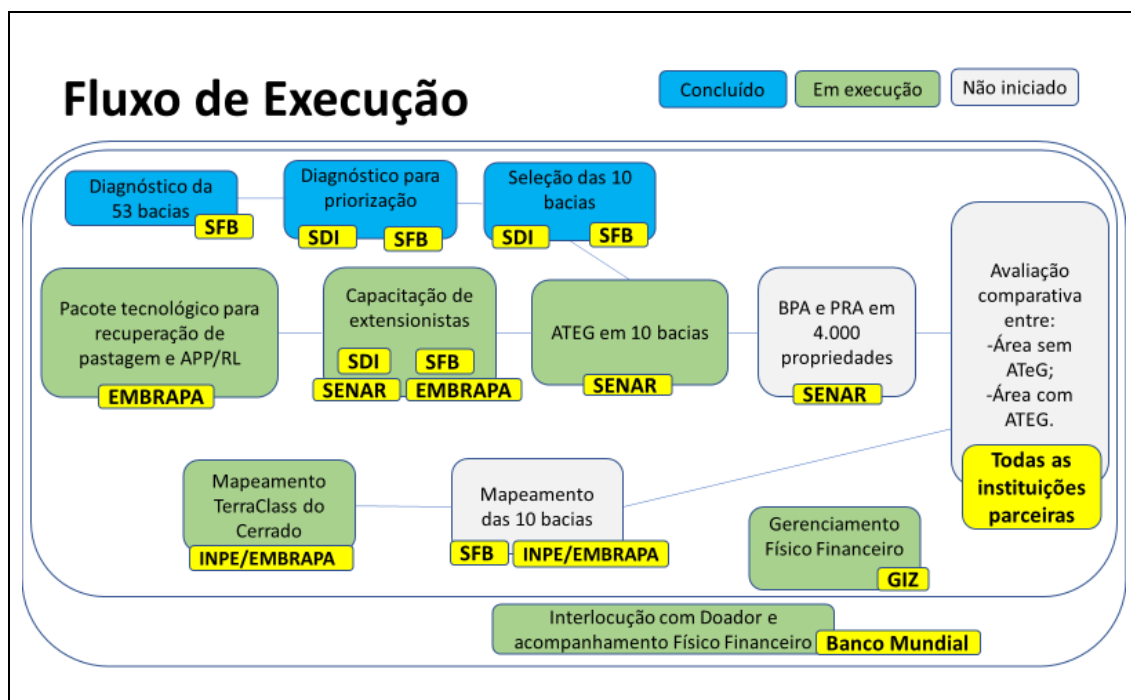 Fluxo de Execução
Concluído
Em execução
Não iniciado
Diagnóstico da
53 bacias
SFB
Diagnóstico para
priorização
SDI
SFB
Seleção das 10
bacias
SDI
SFB
Pacote tecnológico para
recuperação de
pastagem e APP/RL
EMBRAPA
Capacitação de
extensionistas
SDI
SFB
SENAR
EMBRAPA
ATEG em 10 bacias
SENAR
BPA e PRA em
4.000
propriedades
SENAR
Avaliação
comparativa
entre:
-Área sem
ATeG;
-Área com
ATEG.
Todas as
instituições
parceiras
Mapeamento
TerraClass do
Cerrado
INPE/EMBRAPA
Mapeamento
das 10 bacias
SFB
INPE/EMBRAPA
Gerenciamento
Físico Financeiro
GIZ
Interlocução com Doador e
acompanhamento Físico Financeiro
Banco Mundial